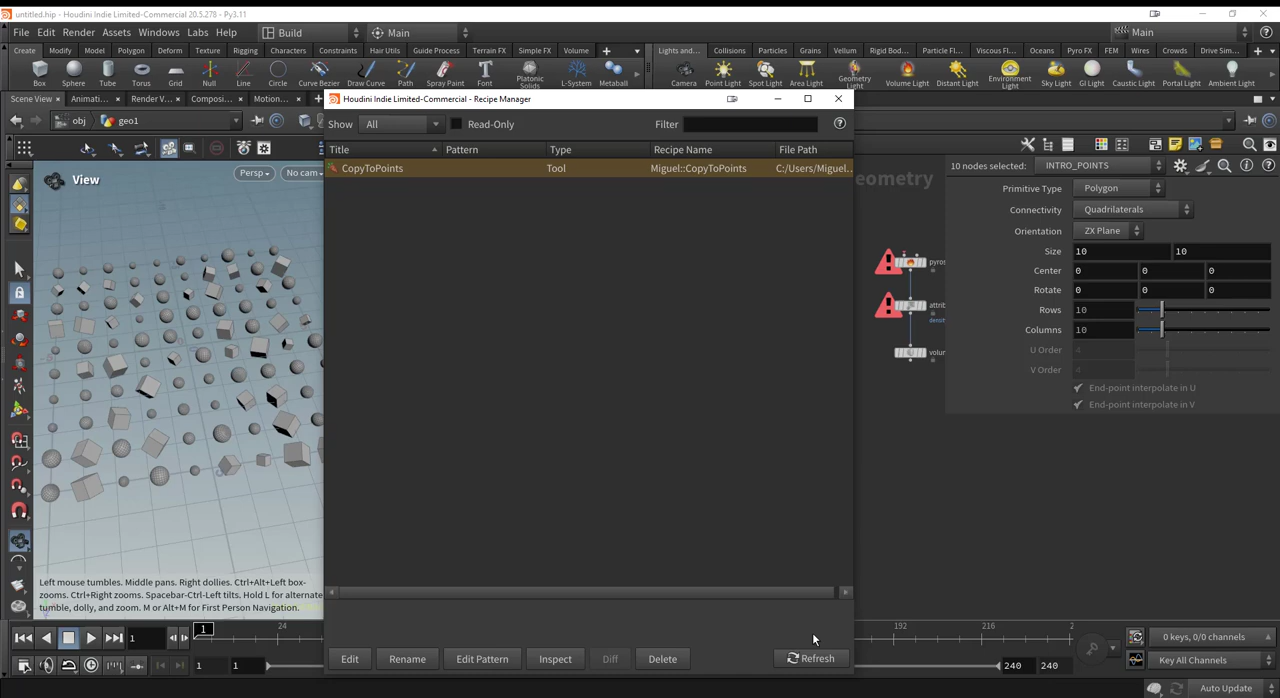 untitled.hip - Houdini Indie Limited-Commercial 20.5.278 - Py3.11
File Edit Render Assets Windows Labs Help Build Main Main
Create Modify Model Polygon Deform Texture Rigging Characters Constraints Hair Utils Guide Process Terrain FX Simple FX Volume Lights and... Collisions Particles Grains Vellum Rigid Bod... Particle Fl... Viscous Fl... Oceans Pyro FX FEM Wires Crowds Drive Sim...
Box Sphere Tube Torus Grid Null Line Circle Curve Bezier Draw Curve Path Spray Paint Font Platonic Solids L-System Metaball Camera Point Light Spot Light Area Light Geometry Light Volume Light Distant Light Environment Light Sky Light GI Light Caustic Light Portal Light Ambient Light
Scene View Animati... Render V... Composi... Motion...
Houdini Indie Limited-Commercial - Recipe Manager
obj geo1
Show All Read-Only Filter
Title Pattern Type Recipe Name File Path
CopyToPoints Tool Miguel::CopyToPoints C:/Users/Miguel...
View Persp No cam
eometry
10 nodes selected: INTRO_POINTS
Primitive Type Polygon
Connectivity Quadrilaterals
Orientation ZX Plane
Size 10 10
Center 0 0 0
Rotate 0 0 0
Rows 10
Columns 10
U Order 4
V Order 4
End-point interpolate in U
End-point interpolate in V
pyros
attrib
densit
volum
Left mouse tumbles. Middle pans. Right dollies. Ctrl+Alt+Left box-
zooms. Ctrl+Right zooms. Spacebar-Ctrl-Left tilts. Hold L for alternate
tumble, dolly, and zoom. M or Alt+M for First Person Navigation.
1 1 24 192 216 2
0 keys, 0/0 channels
Edit Rename Edit Pattern Inspect Diff Delete Refresh
1 1 240 240 Key All Channels
Auto Update